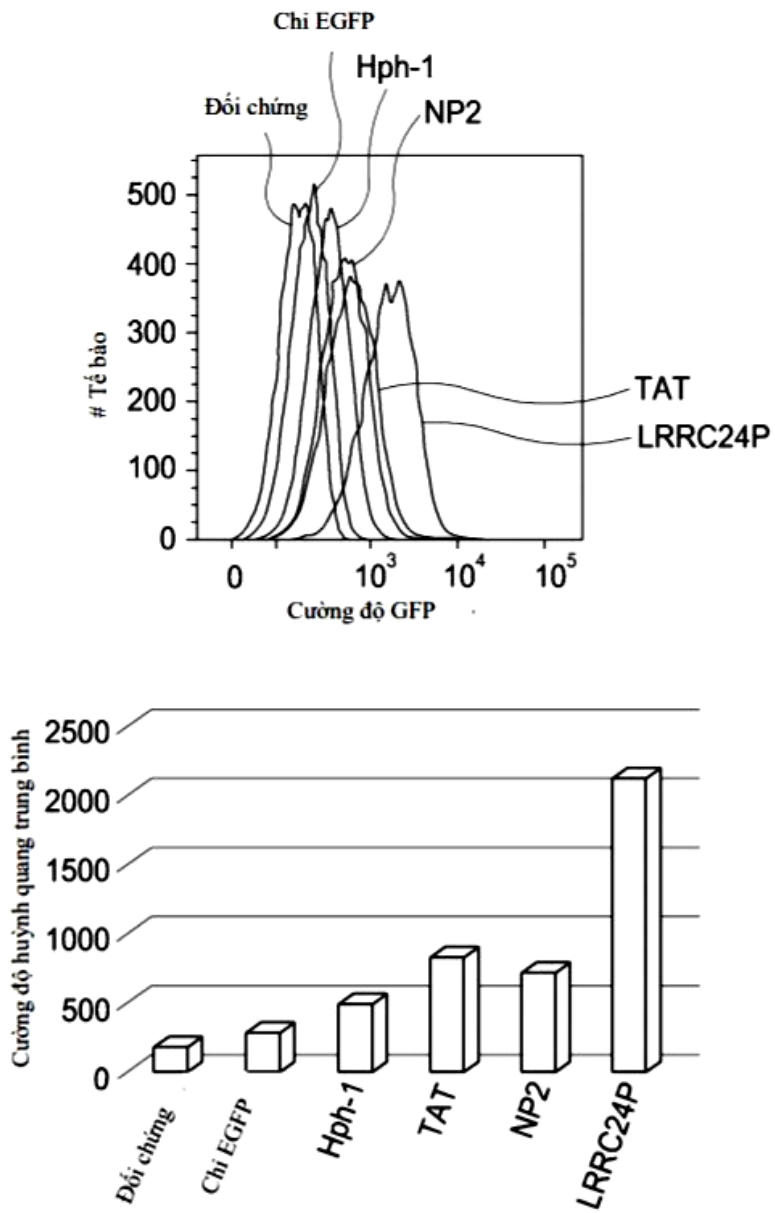 Chi EGFP
Hph-1
Đối chứng
NP2
500
400
300
200
100
0
# Tế bào
TAT
LRRC24P
0 10³ 10⁴ 10⁵
Cường độ GFP
2500
2000
1500
1000
500
0
Cường độ huỳnh quang trung bình
Đối chứng
Chi EGFP
Hph-1
TAT
NP2
LRRC24P